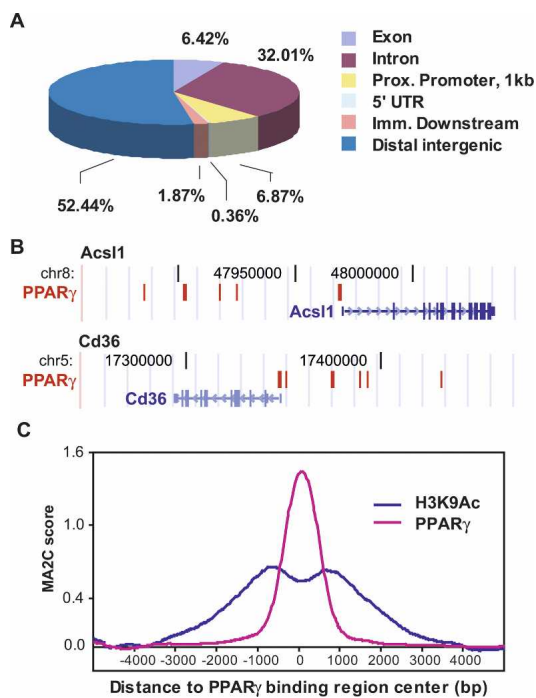 A
6.42%
32.01%
52.44%
1.87%
0.36%
6.87%
Exon
Intron
Prox. Promoter, 1kb
5' UTR
Imm. Downstream
Distal intergenic
B
Acsl1
chr8: 47950000 48000000
PPARγ
Acsl1
Cd36
chr5: 17300000 17400000
PPARγ
Cd36
C
1.6
1.0
0.4
0.0
MA2C score
H3K9Ac
PPARγ
-4000 -3000 -2000 -1000 0 1000 2000 3000 4000
Distance to PPARγ binding region center (bp)